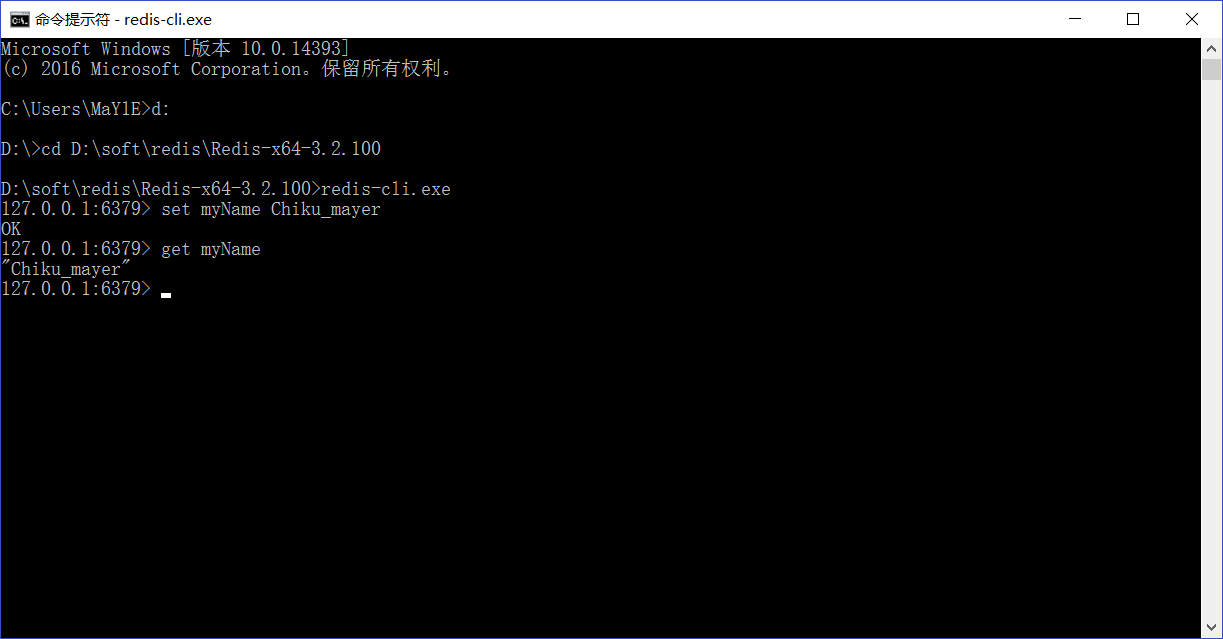 命令提示符 - redis-cli.exe
Microsoft Windows [版本 10.0.14393]
(c) 2016 Microsoft Corporation。保留所有权利。
C:\Users\MaYlE>d:
D:\>cd D:\soft\redis\Redis-x64-3.2.100
D:\soft\redis\Redis-x64-3.2.100>redis-cli.exe
127.0.0.1:6379> set myName Chiku_mayer
OK
127.0.0.1:6379> get myName
"Chiku_mayer"
127.0.0.1:6379>